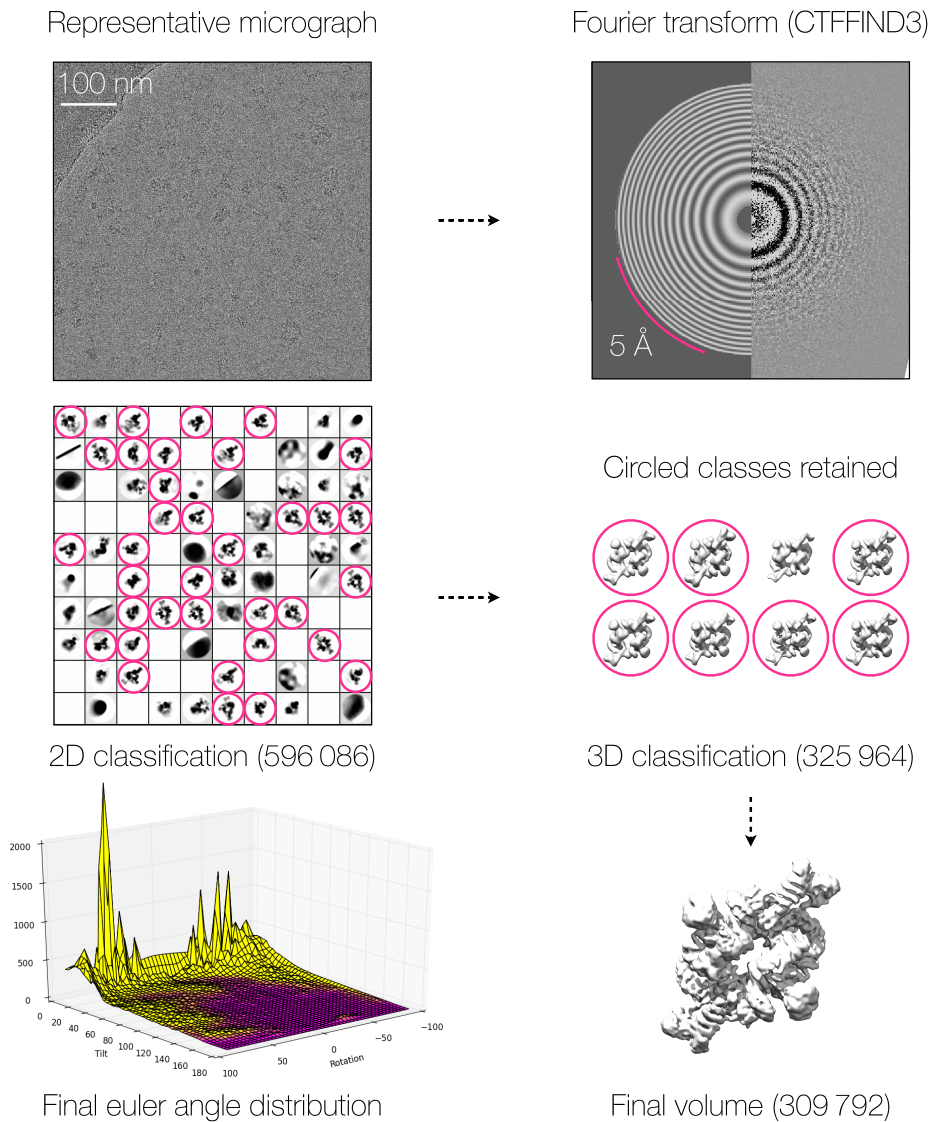 Representative micrograph
Fourier transform (CTFFIND3)
100 nm
5 Å
Circled classes retained
2D classification (596 086)
3D classification (325 964)
2000
1500
1000
500
0
0
20
40
60
80
100
120
140
160
180
Tilt
100
50
0
−50
−100
Rotation
Final euler angle distribution
Final volume (309 792)